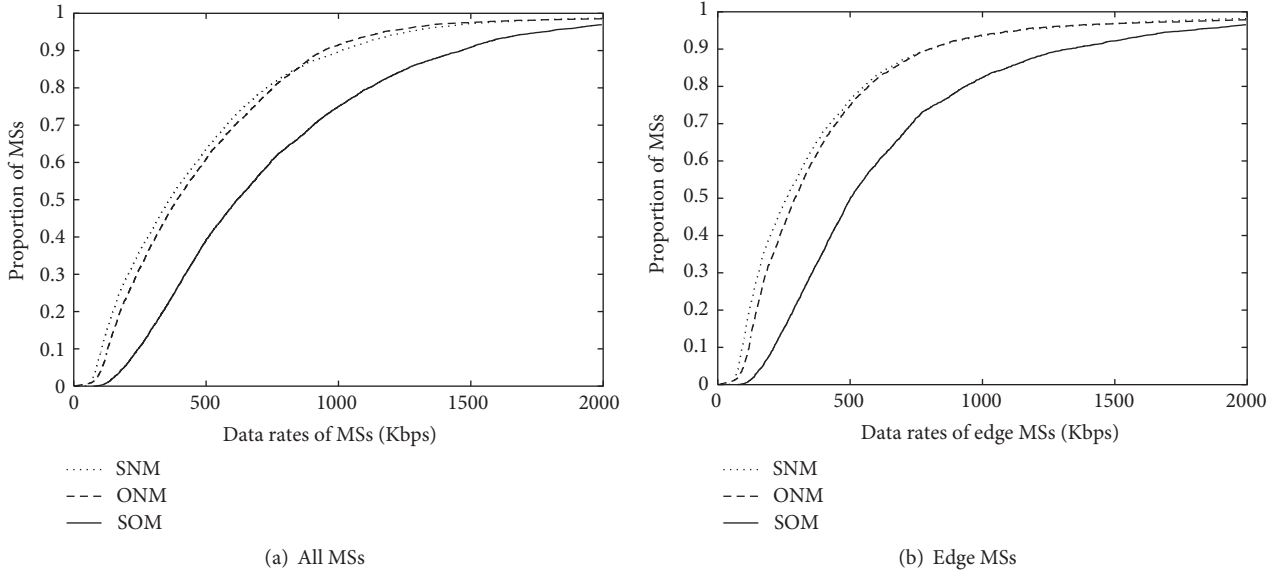 1
0.9
0.8
0.7
0.6
0.5
0.4
0.3
0.2
0.1
0
Proportion of MSs
0 500 1000 1500 2000
Data rates of MSs (Kbps)
SNM
ONM
SOM
(a) All MSs
1
0.9
0.8
0.7
0.6
0.5
0.4
0.3
0.2
0.1
0
Proportion of MSs
0 500 1000 1500 2000
Data rates of edge MSs (Kbps)
SNM
ONM
SOM
(b) Edge MSs